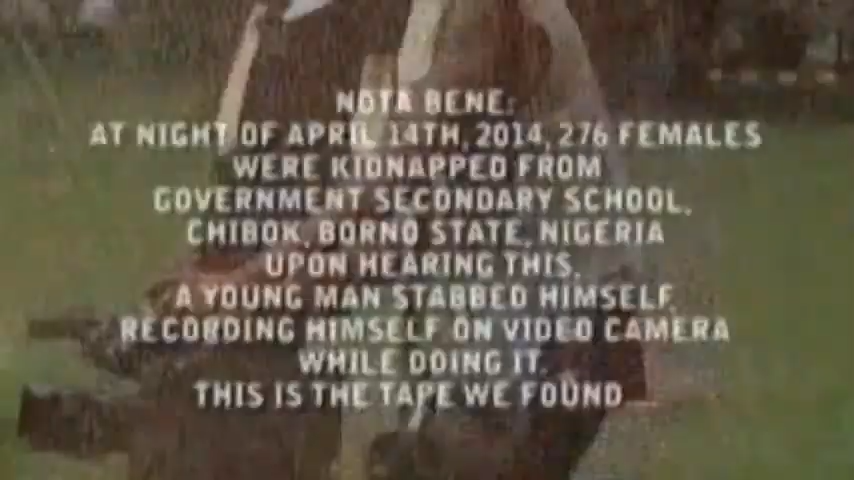 NOTA BENE:
AT NIGHT OF APRIL 14TH, 2014, 276 FEMALES
WERE KIDNAPPED FROM
GOVERNMENT SECONDARY SCHOOL,
CHIBOK, BORNO STATE, NIGERIA
UPON HEARING THIS,
A YOUNG MAN STABBED HIMSELF,
RECORDING HIMSELF ON VIDEO CAMERA
WHILE DOING IT.
THIS IS THE TAPE WE FOUND